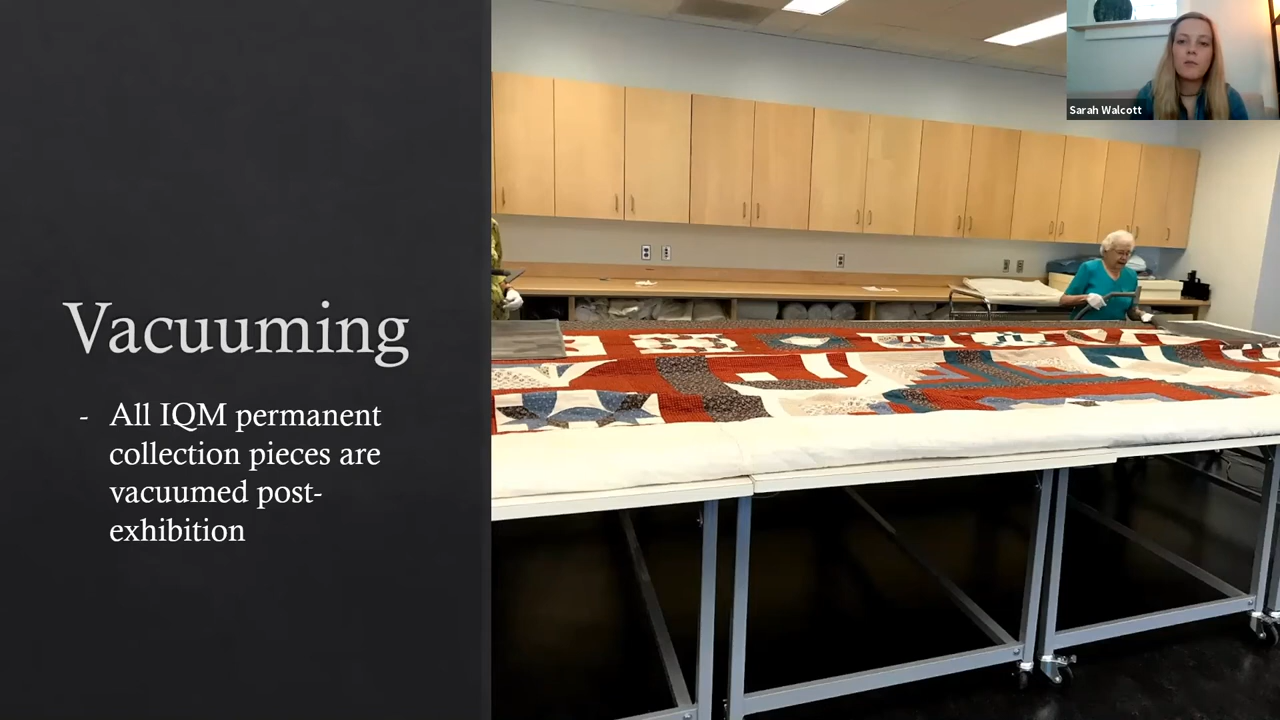 Sarah Walcott
Vacuuming
- All IQM permanent
collection pieces are
vacuumed post-
exhibition